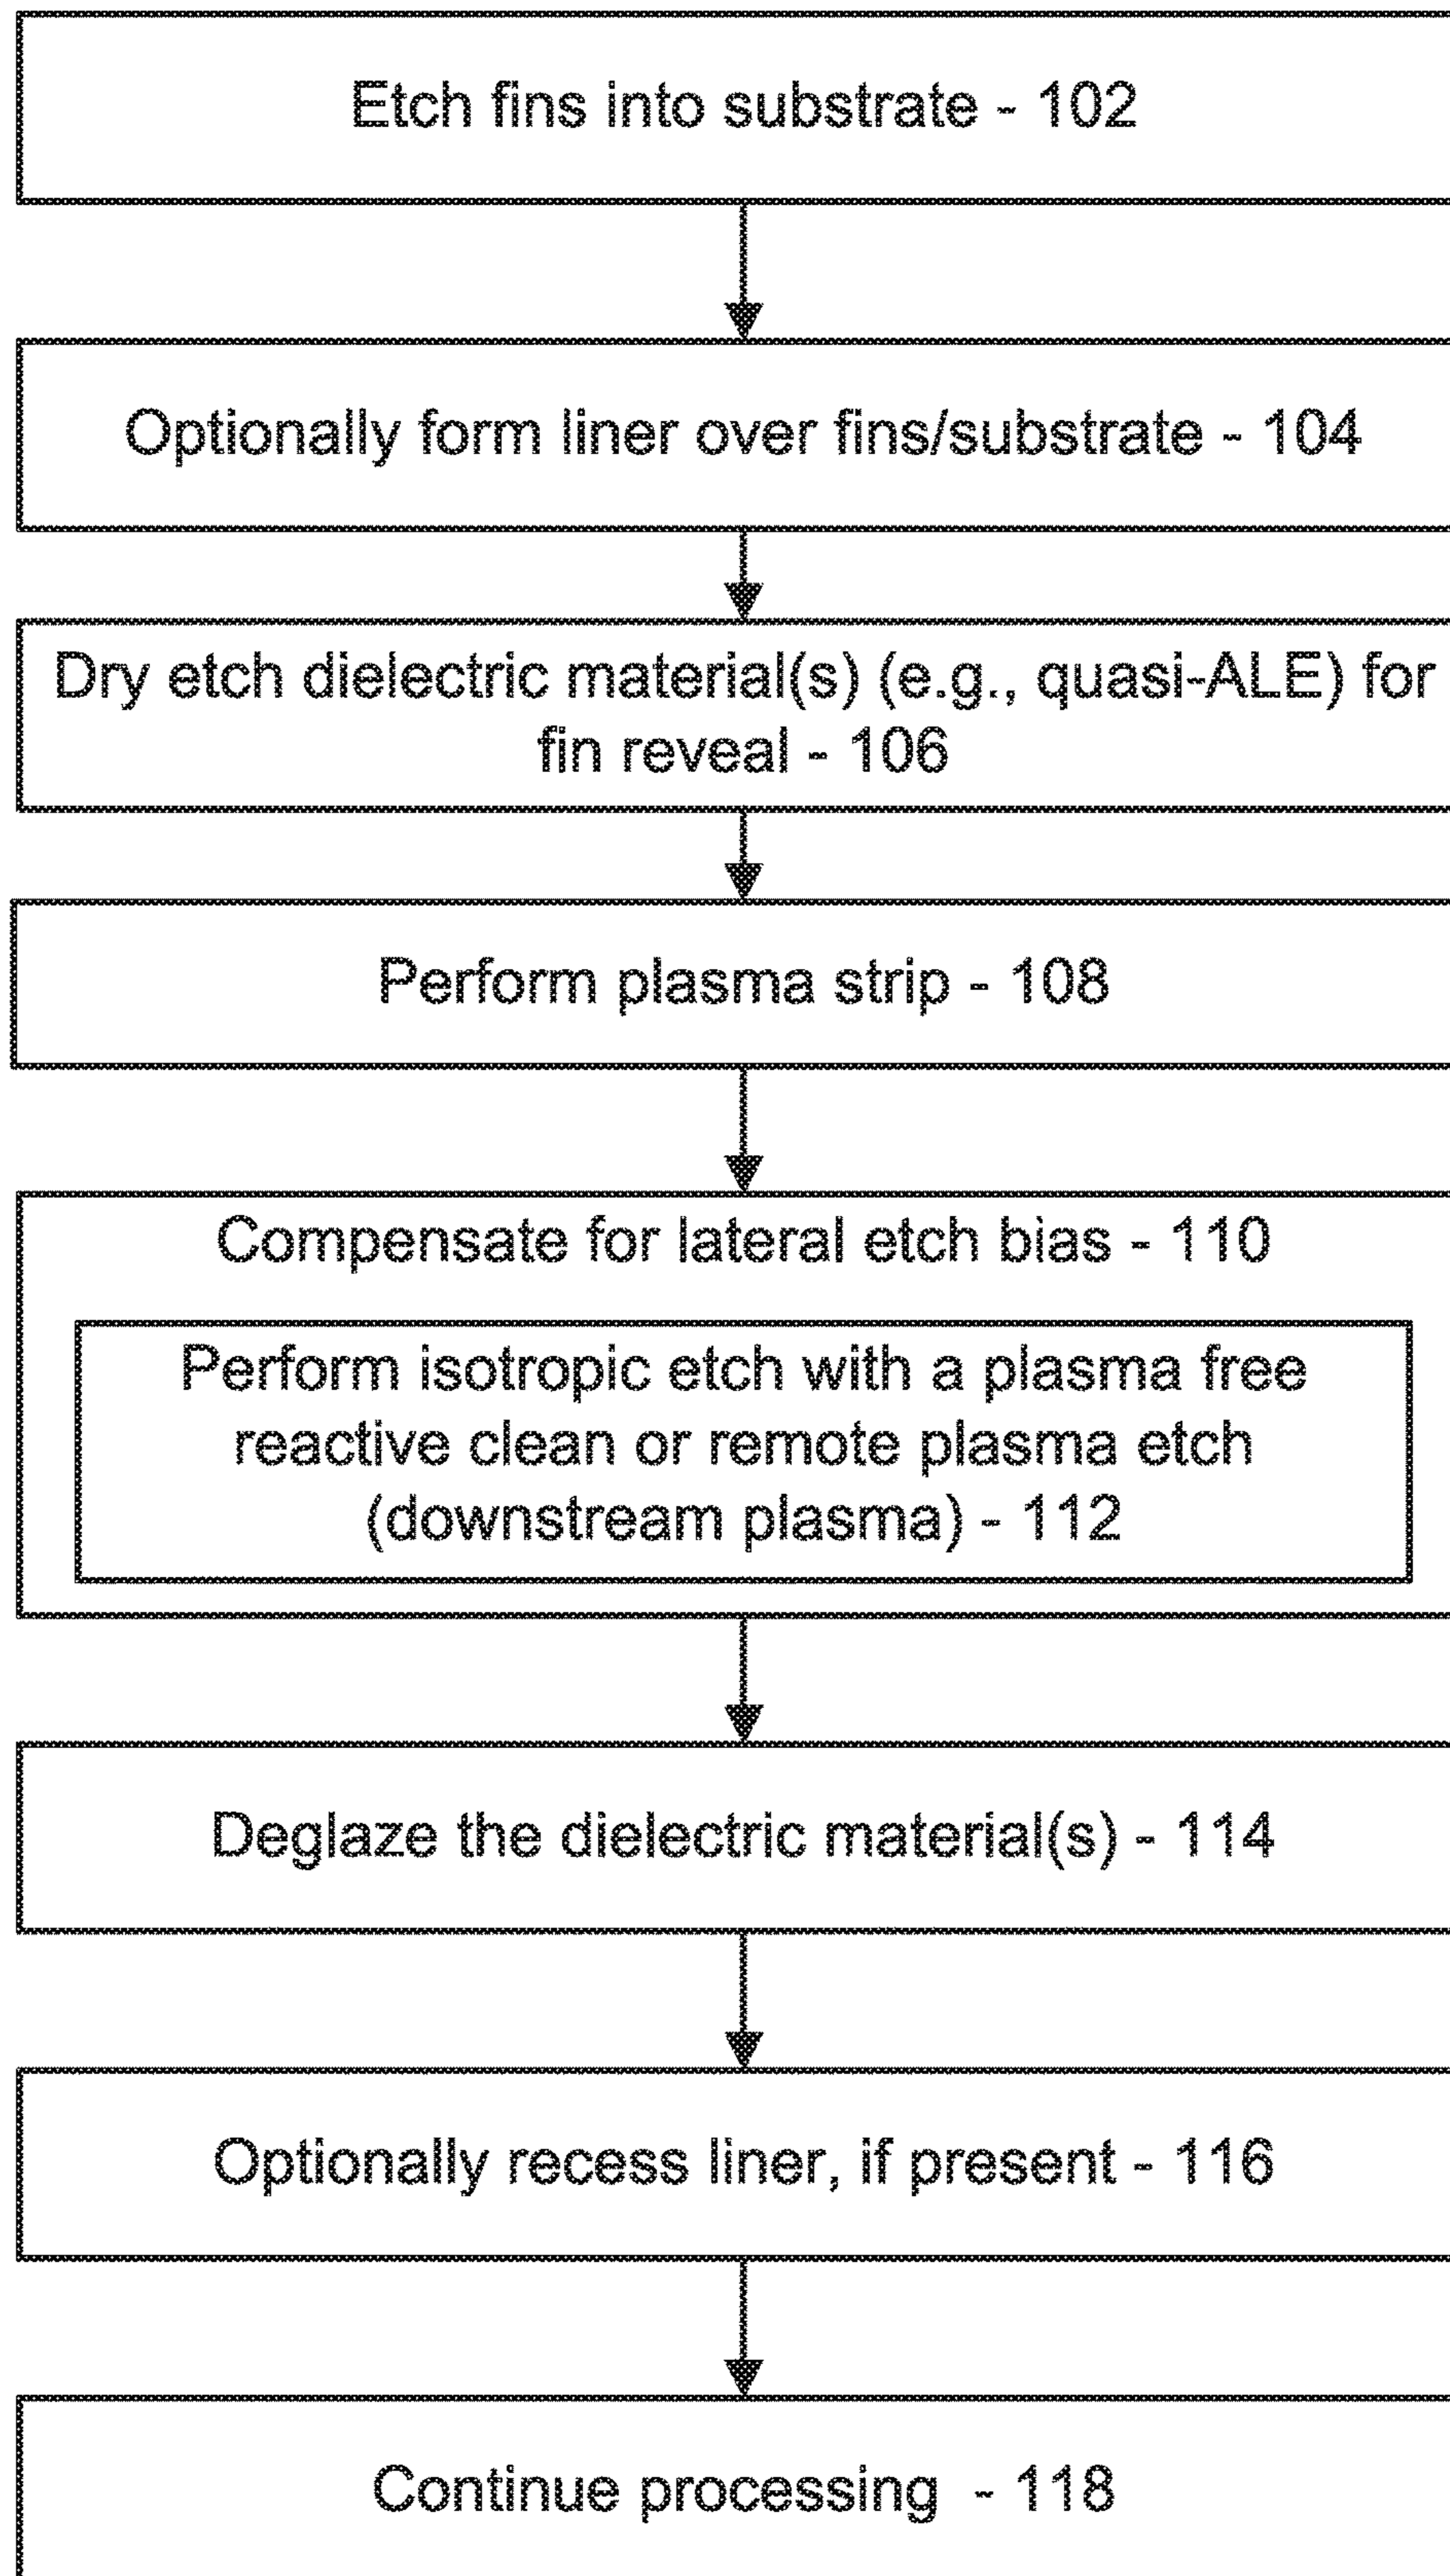 Etch fins into substrate - 102
Optionally form liner over fins/substrate - 104
Dry etch dielectric material(s) (e.g., quasi-ALE) for
fin reveal - 106
Perform plasma strip - 108
Compensate for lateral etch bias - 110
Perform isotropic etch with a plasma free
reactive clean or remote plasma etch
(downstream plasma) - 112
Deglaze the dielectric material(s) - 114
Optionally recess liner, if present - 116
Continue processing - 118